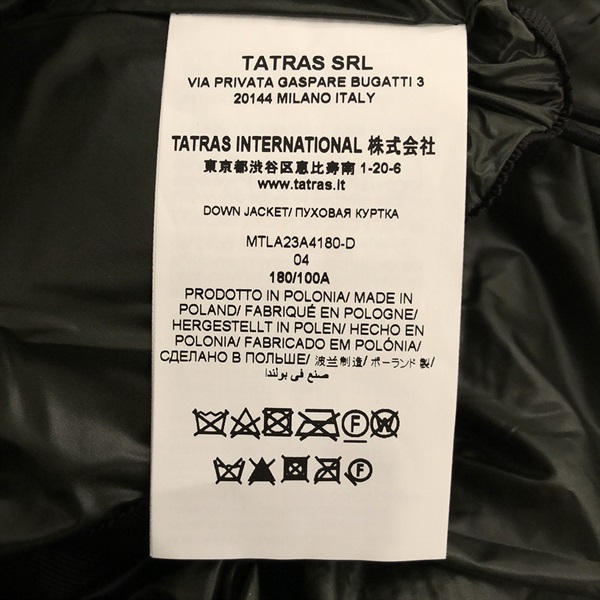 TATRAS SRL
VIA PRIVATA GASPARE BUGATTI 3
20144 MILANO ITALY
TATRAS INTERNATIONAL 株式会社
東京都渋谷区恵比寿南 1-20-6
www.tatras.it
DOWN JACKET/ ПУХОВАЯ КУРТКА
MTLA23A4180-D
04
180/100A
PRODOTTO IN POLONIA/ MADE IN
POLAND/ FABRIQUÉ EN POLOGNE/
HERGESTELLT IN POLEN/ HECHO EN
POLONIA/ FABRICADO EM POLÓNIA/
СДЕЛАНО В ПОЛЬШЕ/ 波兰制造/ ポーランド製/
صنع في بولندا/
F W
F